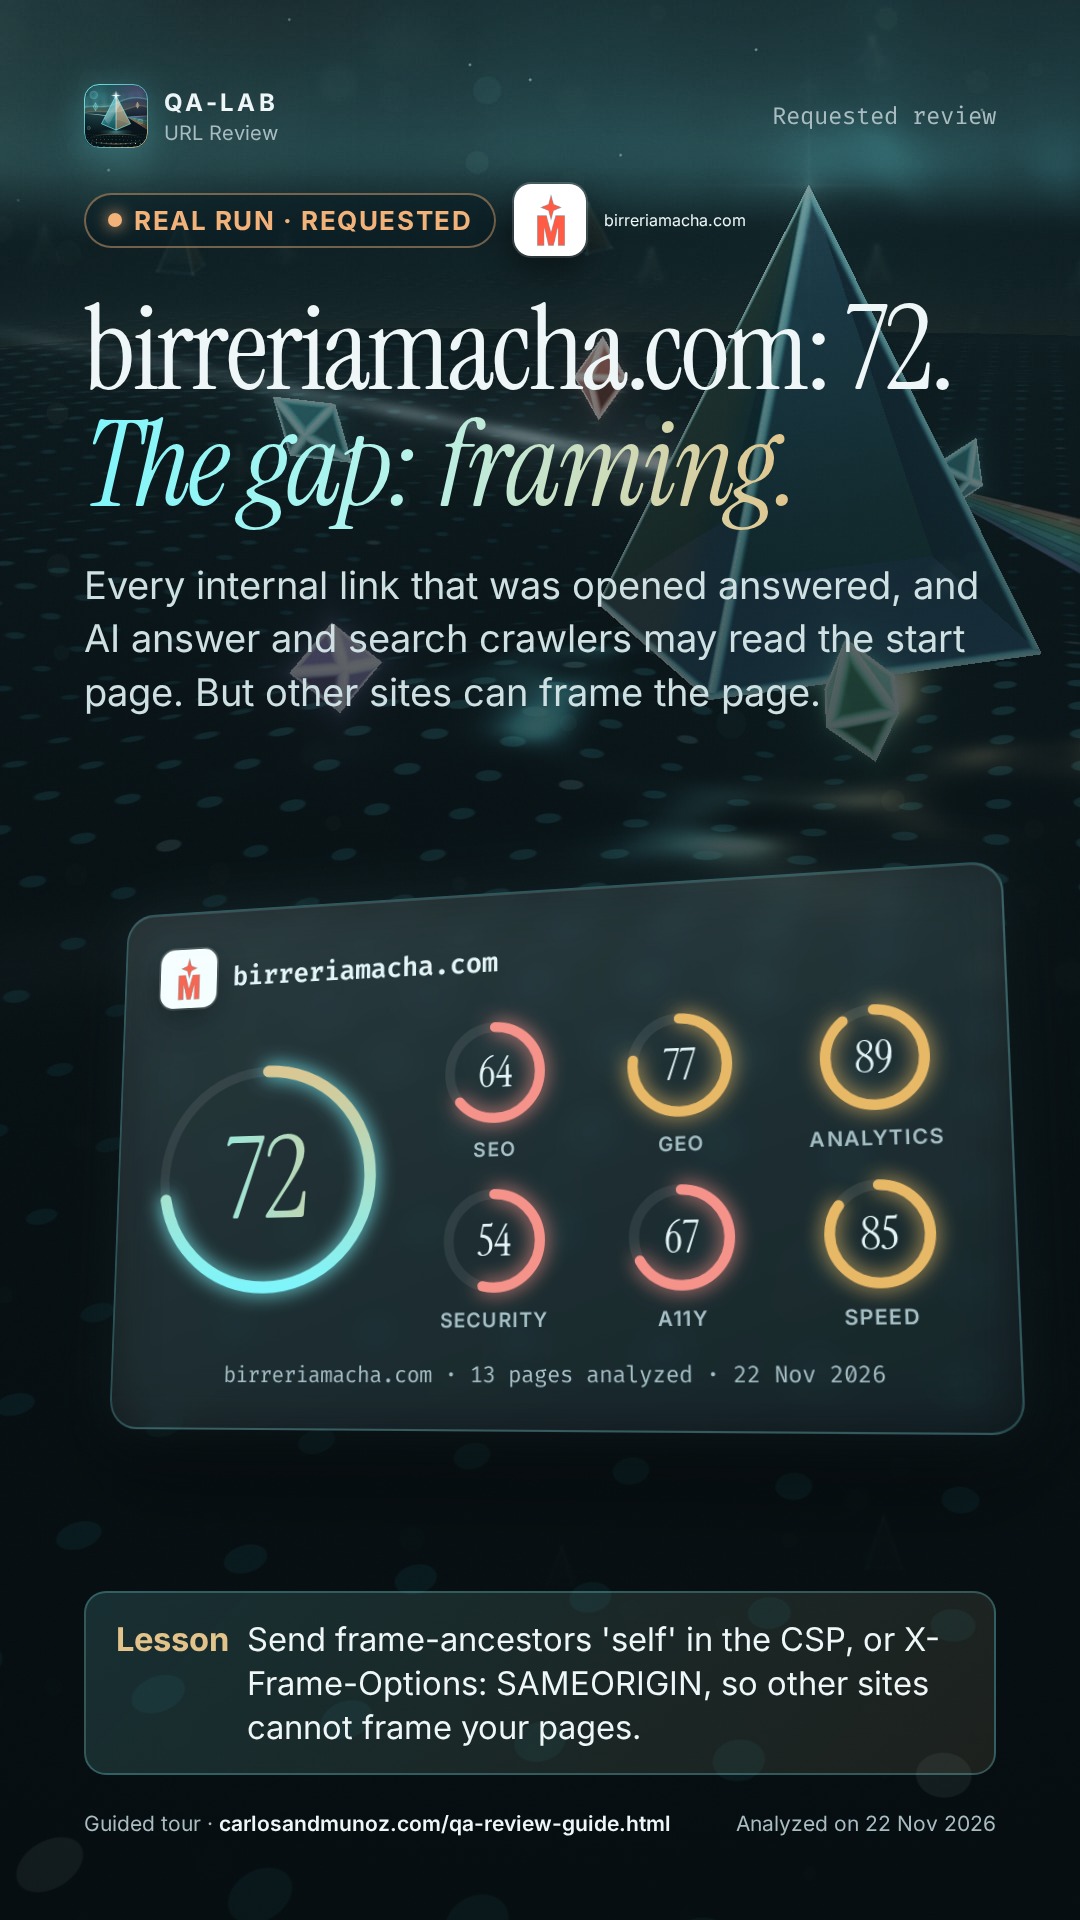 QA-LAB
URL Review
Requested review
REAL RUN · REQUESTED
M
birreriamacha.com
birreriamacha.com: 72.
The gap: framing.
Every internal link that was opened answered, and
AI answer and search crawlers may read the start
page. But other sites can frame the page.
M
birreriamacha.com
72
64
SEO
77
GEO
89
ANALYTICS
54
SECURITY
67
A11Y
85
SPEED
birreriamacha.com · 13 pages analyzed · 22 Nov 2026
Lesson
Send frame-ancestors 'self' in the CSP, or X-
Frame-Options: SAMEORIGIN, so other sites
cannot frame your pages.
Guided tour · carlosandmunoz.com/qa-review-guide.html
Analyzed on 22 Nov 2026